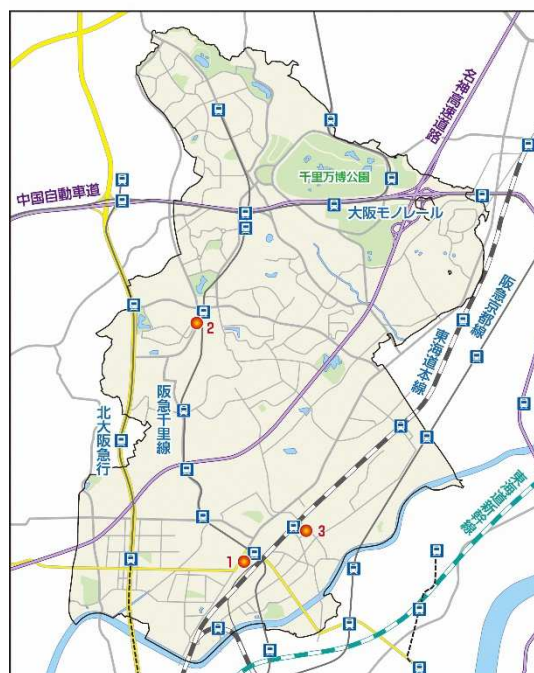 名神高速道路
千里万博公園
中国自動車道
大阪モノレール
阪急京都線
東海道本線
2
阪急千里線
北大阪急行
東海道新幹線
3
1